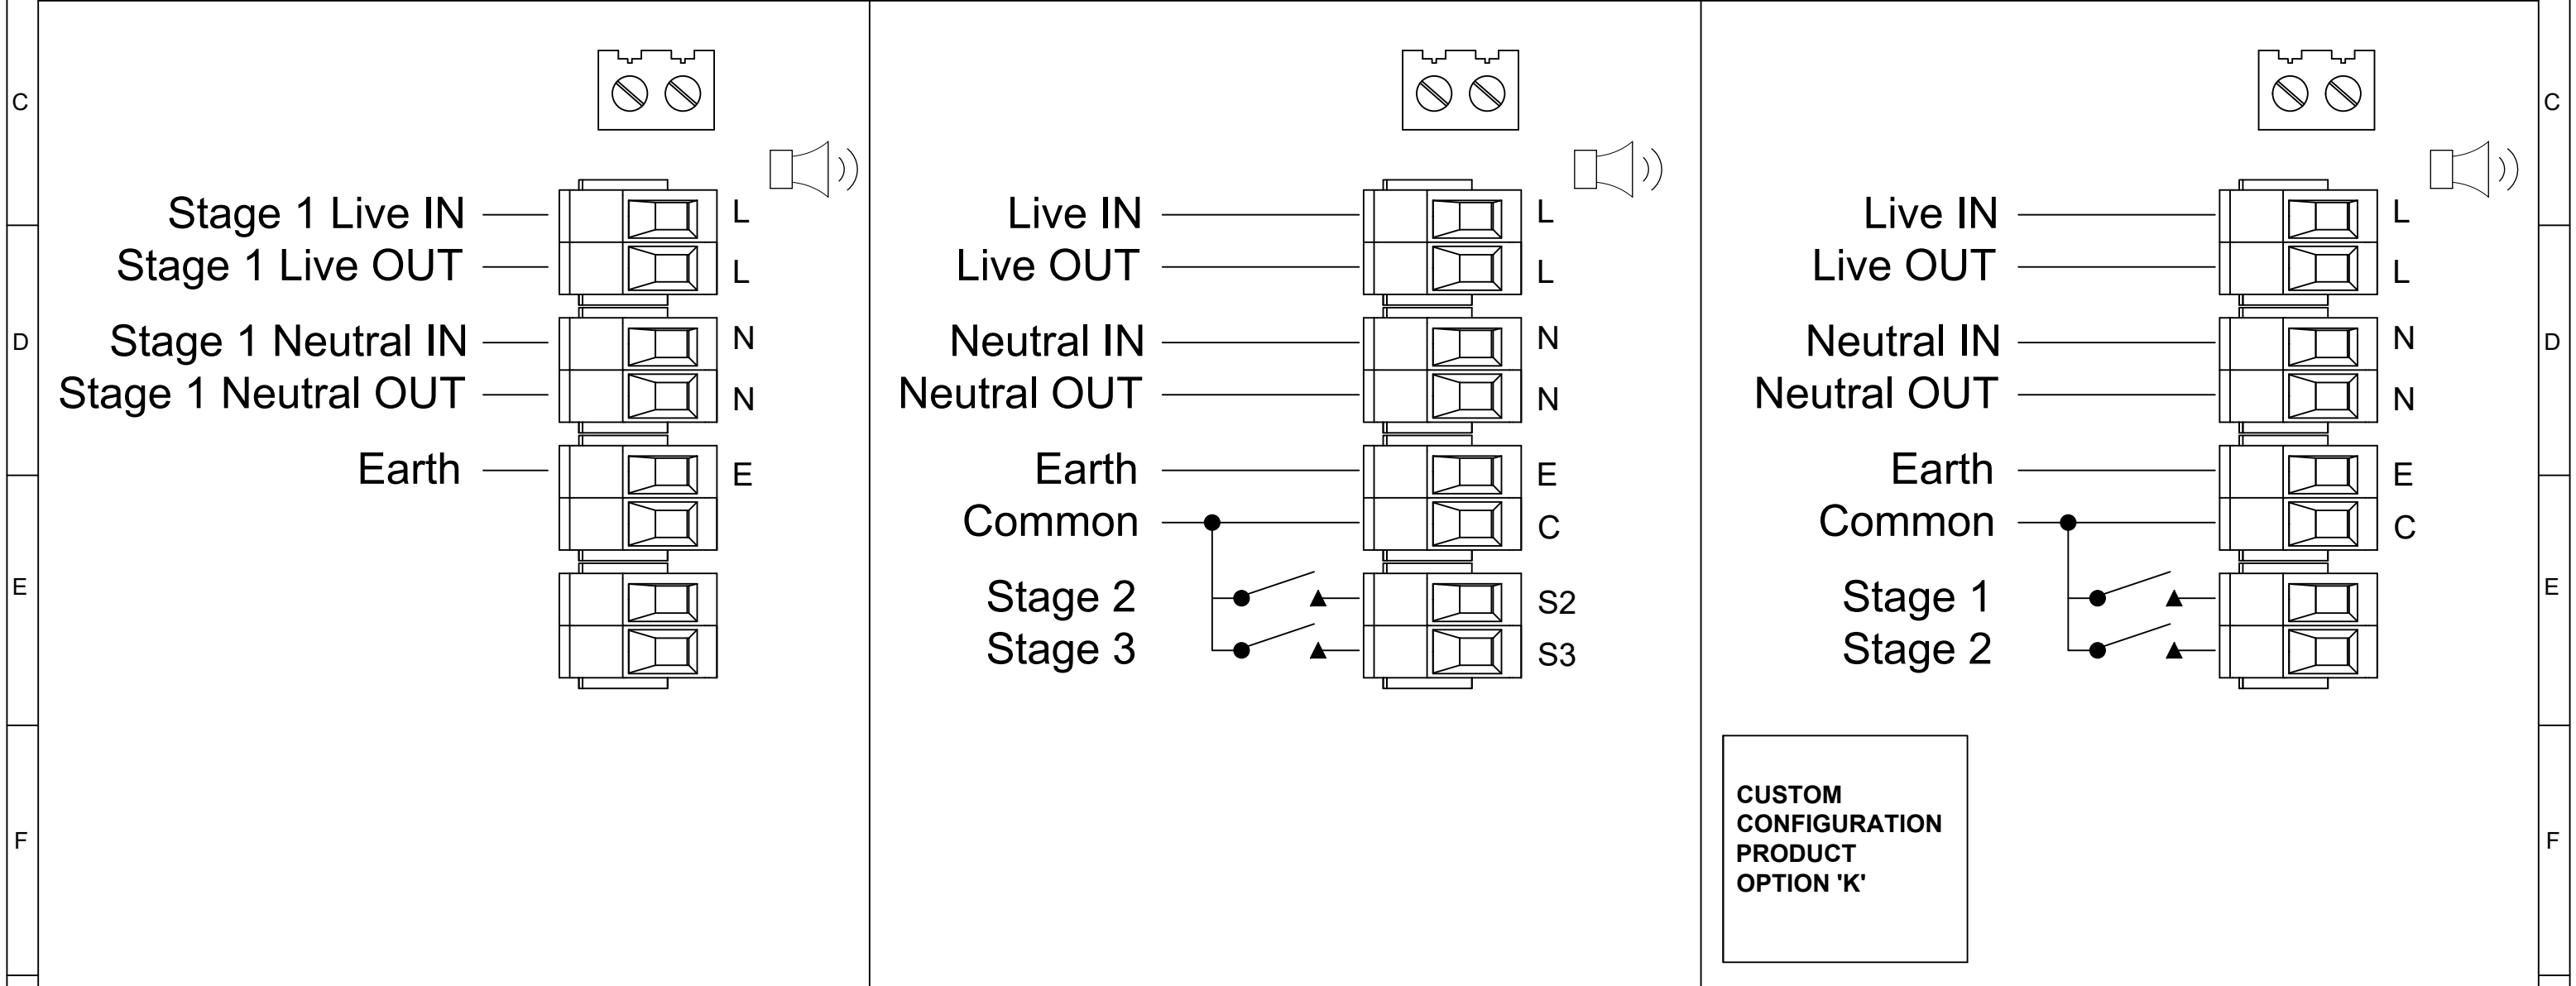 C
C
Stage 1 Live IN
L
Stage 1 Live OUT
L
Stage 1 Neutral IN
N
Stage 1 Neutral OUT
N
Earth
E
Live IN
L
Live OUT
L
Neutral IN
N
Neutral OUT
N
Earth
E
Common
C
Stage 2
S2
Stage 3
S3
Live IN
L
Live OUT
L
Neutral IN
N
Neutral OUT
N
Earth
E
Common
C
Stage 1
Stage 2
CUSTOM
CONFIGURATION
PRODUCT
OPTION 'K'
D
D
E
E
F
F